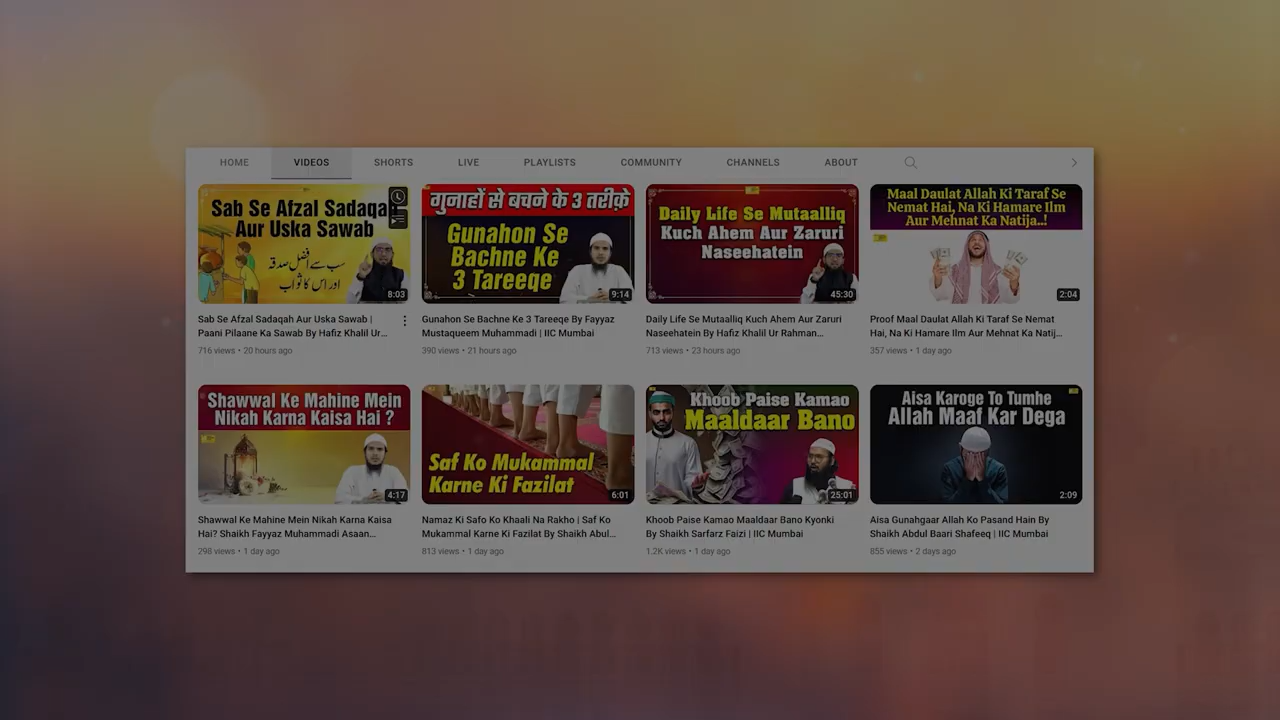 HOME VIDEOS SHORTS LIVE PLAYLISTS COMMUNITY CHANNELS ABOUT
Sab Se Afzal Sadaqah
Aur Uska Sawab
سب سے افضل صدقہ
اور اس کا ثواب
8:03
गुनाहों से बचने के 3 तरीक़े
Gunahon Se
Bachne Ke
3 Tareeqe
9:14
Daily Life Se Mutaalliq
Kuch Ahem Aur Zaruri
Naseehatein
45:30
Maal Daulat Allah Ki Taraf Se
Nemat Hai, Na Ki Hamare Ilm
Aur Mehnat Ka Natija..!
2:04
Sab Se Afzal Sadaqah Aur Uska Sawab |
Paani Pilaane Ka Sawab By Hafiz Khalil Ur...
716 views • 20 hours ago
Gunahon Se Bachne Ke 3 Tareeqe By Fayyaz
Mustaqueem Muhammadi | IIC Mumbai
390 views • 21 hours ago
Daily Life Se Mutaalliq Kuch Ahem Aur Zaruri
Naseehatein By Hafiz Khalil Ur Rahman...
713 views • 23 hours ago
Proof Maal Daulat Allah Ki Taraf Se Nemat
Hai, Na Ki Hamare Ilm Aur Mehnat Ka Natij...
357 views • 1 day ago
Shawwal Ke Mahine Mein
Nikah Karna Kaisa Hai ?
4:17
Saf Ko Mukammal
Karne Ki Fazilat
6:01
Khoob Paise Kamao
Maaldaar Bano
25:01
Aisa Karoge To Tumhe
Allah Maaf Kar Dega
2:09
Shawwal Ke Mahine Mein Nikah Karna Kaisa
Hai? Shaikh Fayyaz Muhammadi Asaan...
298 views • 1 day ago
Namaz Ki Safo Ko Khaali Na Rakho | Saf Ko
Mukammal Karne Ki Fazilat By Shaikh Abul...
813 views • 1 day ago
Khoob Paise Kamao Maaldaar Bano Kyonki
By Shaikh Sarfarz Faizi | IIC Mumbai
1.2K views • 1 day ago
Aisa Gunahgaar Allah Ko Pasand Hain By
Shaikh Abdul Baari Shafeeq | IIC Mumbai
855 views • 2 days ago